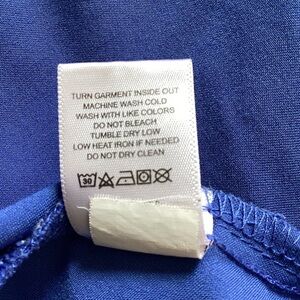 TURN GARMENT INSIDE OUT
MACHINE WASH COLD
WASH WITH LIKE COLORS
DO NOT BLEACH
TUMBLE DRY LOW
LOW HEAT IRON IF NEEDED
DO NOT DRY CLEAN
30